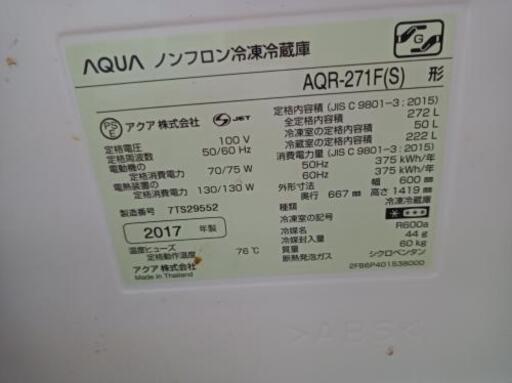 AQUA ノンフロン冷凍冷蔵庫
G
AQR-271F(S) 形
PS E アクア株式会社 S JET
定格電圧 100 V
定格周波数 50/60 Hz
電動機の
定格消費電力 70/75 W
電熱装置の
定格消費電力 130/130 W
製造番号 7TS29552
2017 年製
温度ヒューズ
定格動作温度 76℃
アクア株式会社
Made in Thailand
定格内容積 (JIS C 9801-3 : 2015)
全定格内容積 272 L
冷凍室の定格内容積 50 L
冷蔵室の定格内容積 222 L
消費電力量 (JIS C 9801-3 : 2015)
50Hz 375 kWh/年
60Hz 375 kWh/年
外形寸法 幅 600 mm
奥行 667 mm 高さ 1419 mm
種類 冷凍冷蔵庫
冷凍室の記号
冷媒名 R600a
冷媒封入量 44 g
質量 60 kg
断熱発泡ガス シクロペンタン
2FB6P401S38000
>ABS<